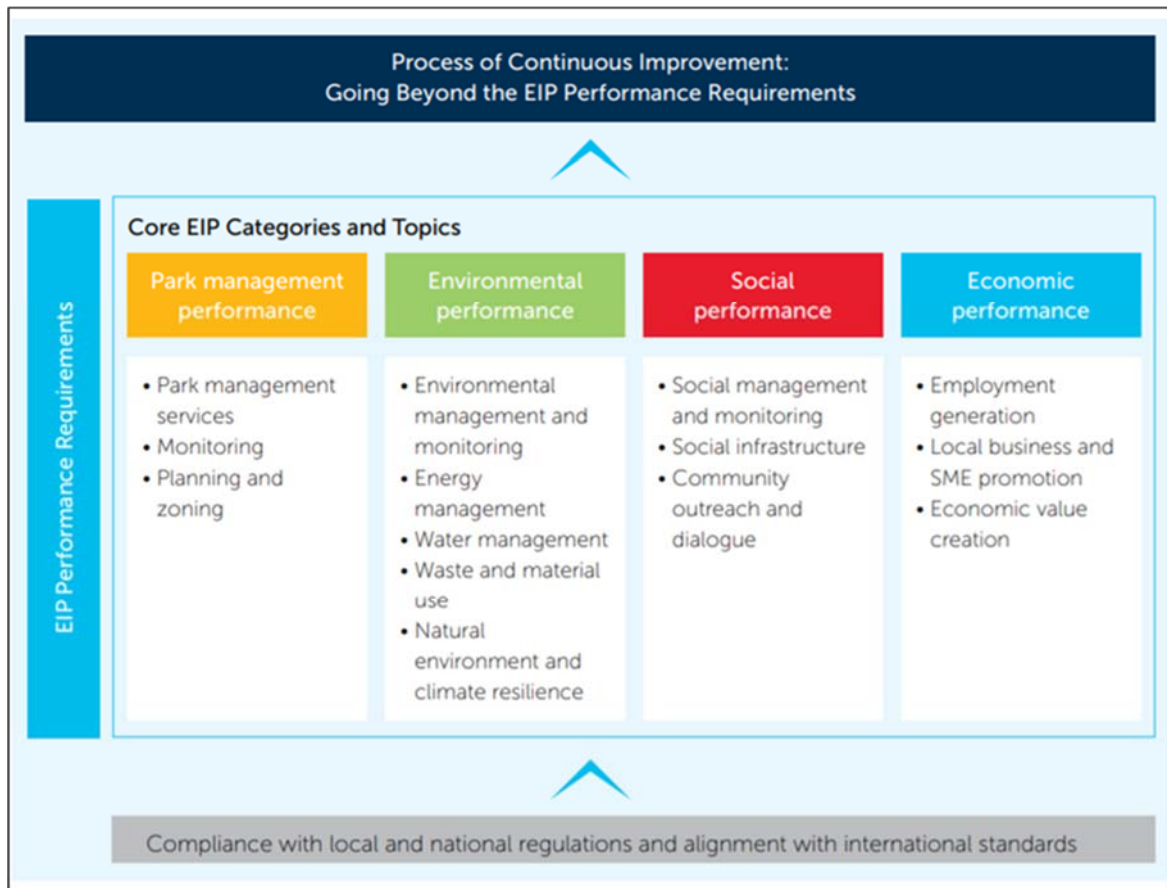 Process of Continuous Improvement:
Going Beyond the EIP Performance Requirements
EIP Performance Requirements
Core EIP Categories and Topics
Park management
performance
• Park management
services
• Monitoring
• Planning and
zoning
Environmental
performance
• Environmental
management and
monitoring
• Energy
management
• Water management
• Waste and material
use
• Natural
environment and
climate resilience
Social
performance
• Social management
and monitoring
• Social infrastructure
• Community
outreach and
dialogue
Economic
performance
• Employment
generation
• Local business and
SME promotion
• Economic value
creation
Compliance with local and national regulations and alignment with international standards